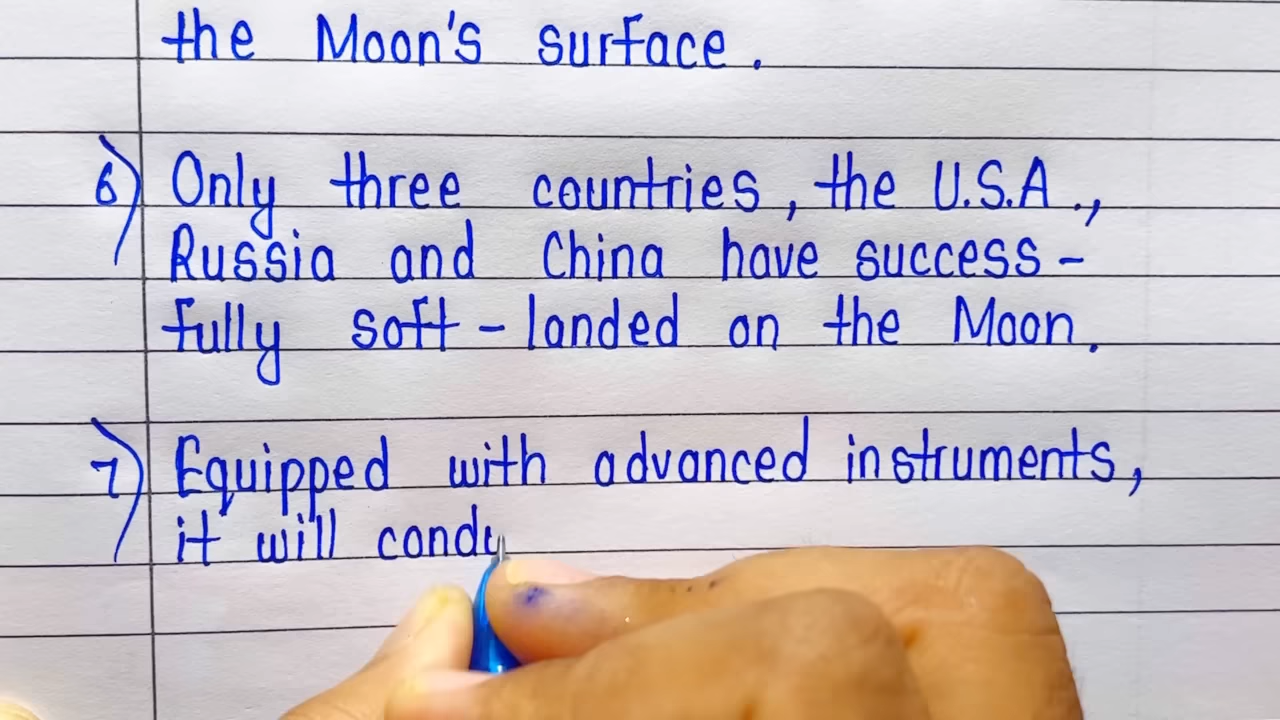 the Moon's surface.
6) Only three countries, the U.S.A.,
Russia and China have success-
fully soft-landed on the Moon.
7) Equipped with advanced instruments,
it will condu